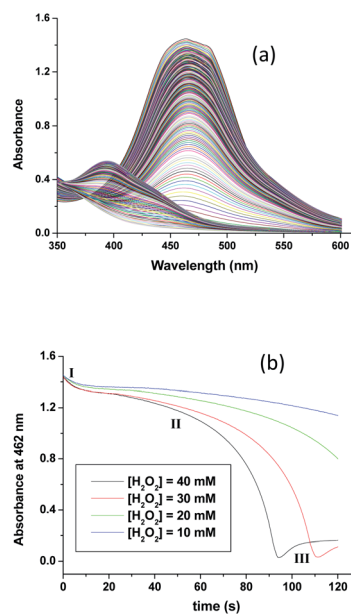 (a)
1.6
1.2
0.8
0.4
0.0
Absorbance
350 400 450 500 550 600
Wavelength (nm)
(b)
1.6
1.2
0.8
0.4
0.0
Absorbance at 462 nm
I
II
III
[H₂O₂] = 40 mM
[H₂O₂] = 30 mM
[H₂O₂] = 20 mM
[H₂O₂] = 10 mM
0 20 40 60 80 100 120
time (s)